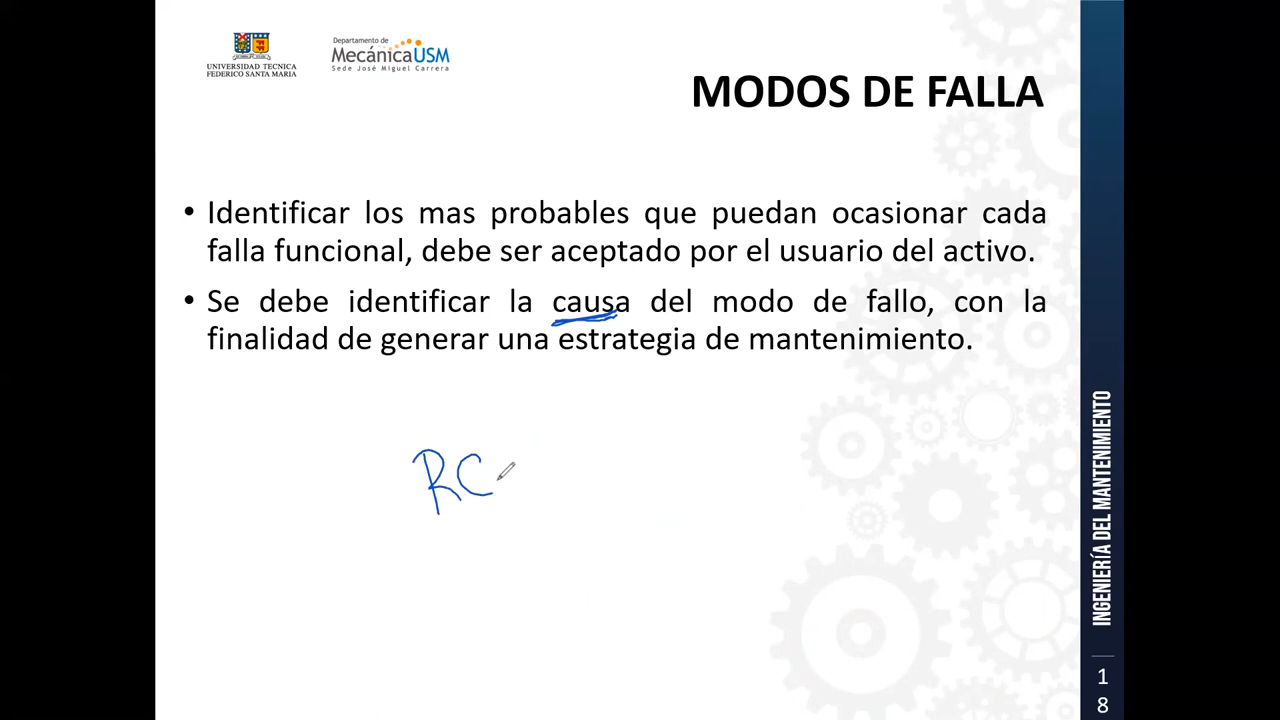 UNIVERSIDAD TECNICA
FEDERICO SANTA MARIA
Departamento de
MecánicaUSM
Sede José Miguel Carrera
MODOS DE FALLA
• Identificar los mas probables que puedan ocasionar cada
falla funcional, debe ser aceptado por el usuario del activo.
• Se debe identificar la causa del modo de fallo, con la
finalidad de generar una estrategia de mantenimiento.
RC
INGENIERÍA DEL MANTENIMIENTO
1
8